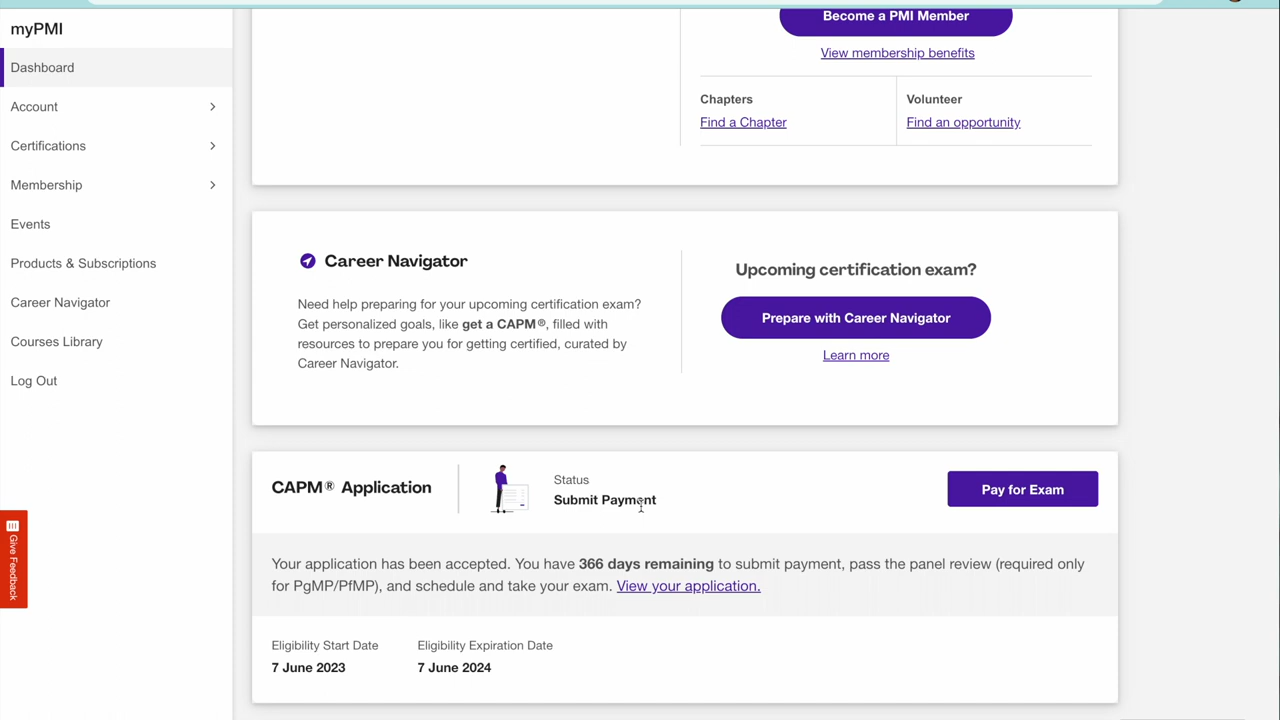 myPMI
Dashboard
Account
Certifications
Membership
Events
Products & Subscriptions
Career Navigator
Courses Library
Log Out
Give Feedback
Become a PMI Member
View membership benefits
Chapters
Find a Chapter
Volunteer
Find an opportunity
Career Navigator
Need help preparing for your upcoming certification exam?
Get personalized goals, like get a CAPM®, filled with
resources to prepare you for getting certified, curated by
Career Navigator.
Upcoming certification exam?
Prepare with Career Navigator
Learn more
CAPM® Application
Status
Submit Payment
Pay for Exam
Your application has been accepted. You have 366 days remaining to submit payment, pass the panel review (required only
for PgMP/PfMP), and schedule and take your exam. View your application.
Eligibility Start Date
7 June 2023
Eligibility Expiration Date
7 June 2024